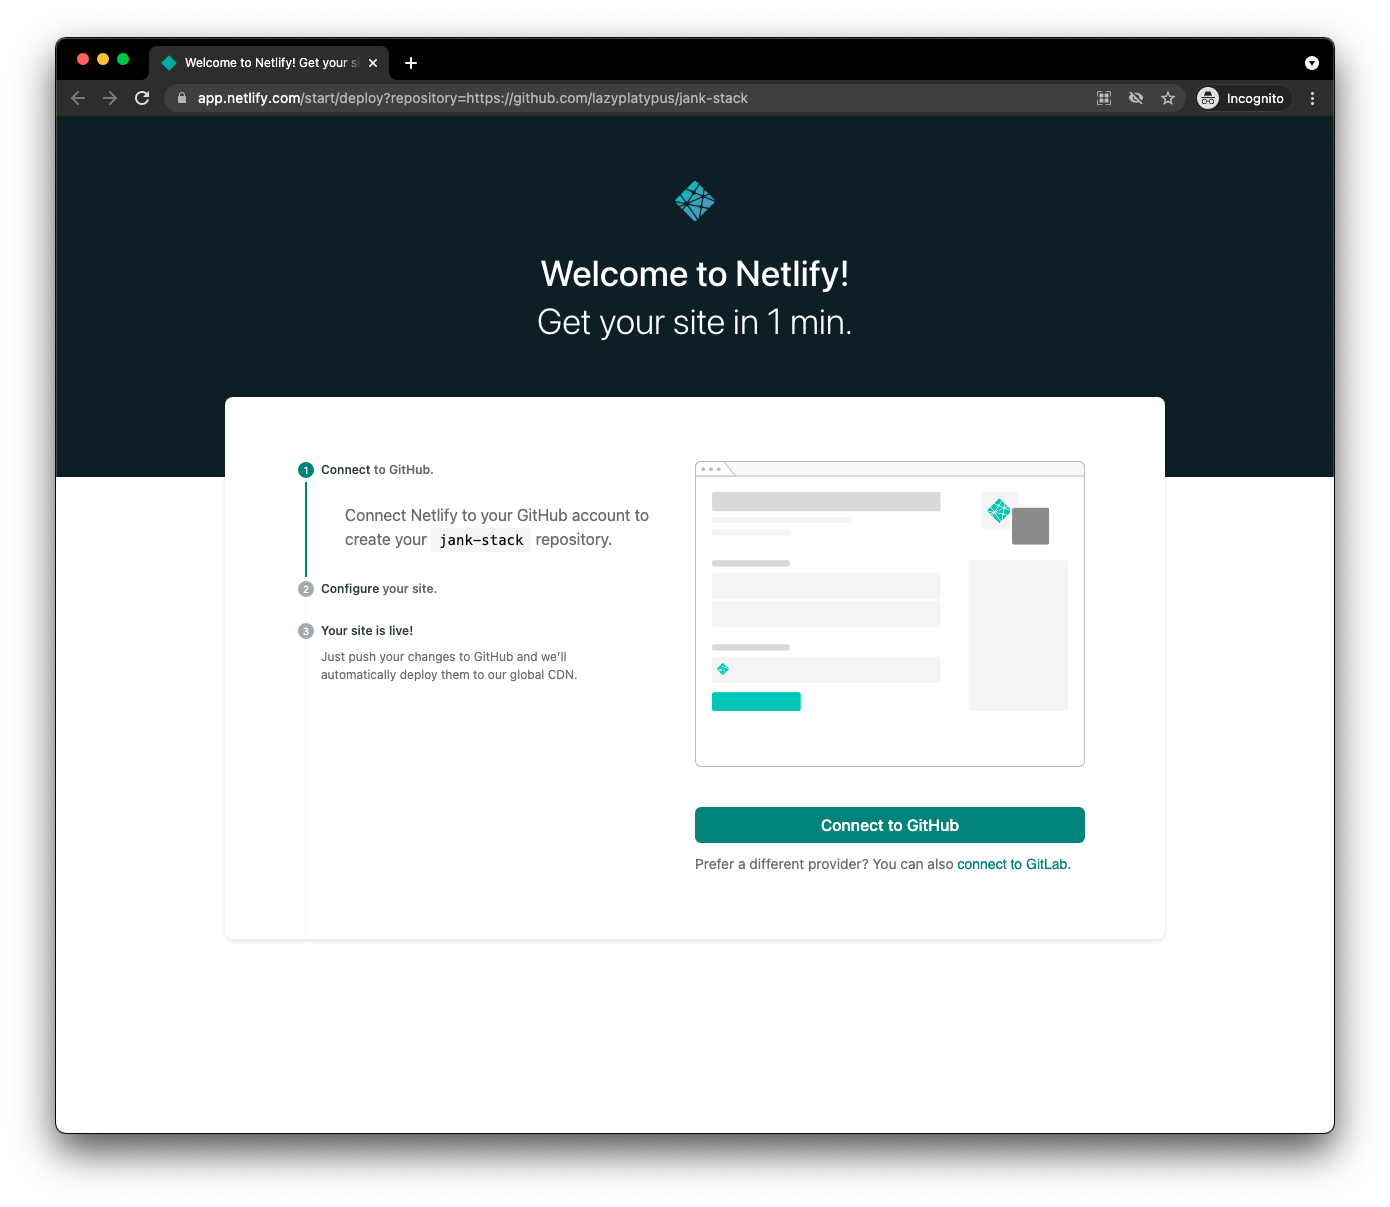 Welcome to Netlify! Get your s
app.netlify.com/start/deploy?repository=https://github.com/lazyplatypus/jank-stack
Incognito
Welcome to Netlify!
Get your site in 1 min.
1 Connect to GitHub.
Connect Netlify to your GitHub account to
create your jank-stack repository.
2 Configure your site.
3 Your site is live!
Just push your changes to GitHub and we'll
automatically deploy them to our global CDN.
Connect to GitHub
Prefer a different provider? You can also connect to GitLab.